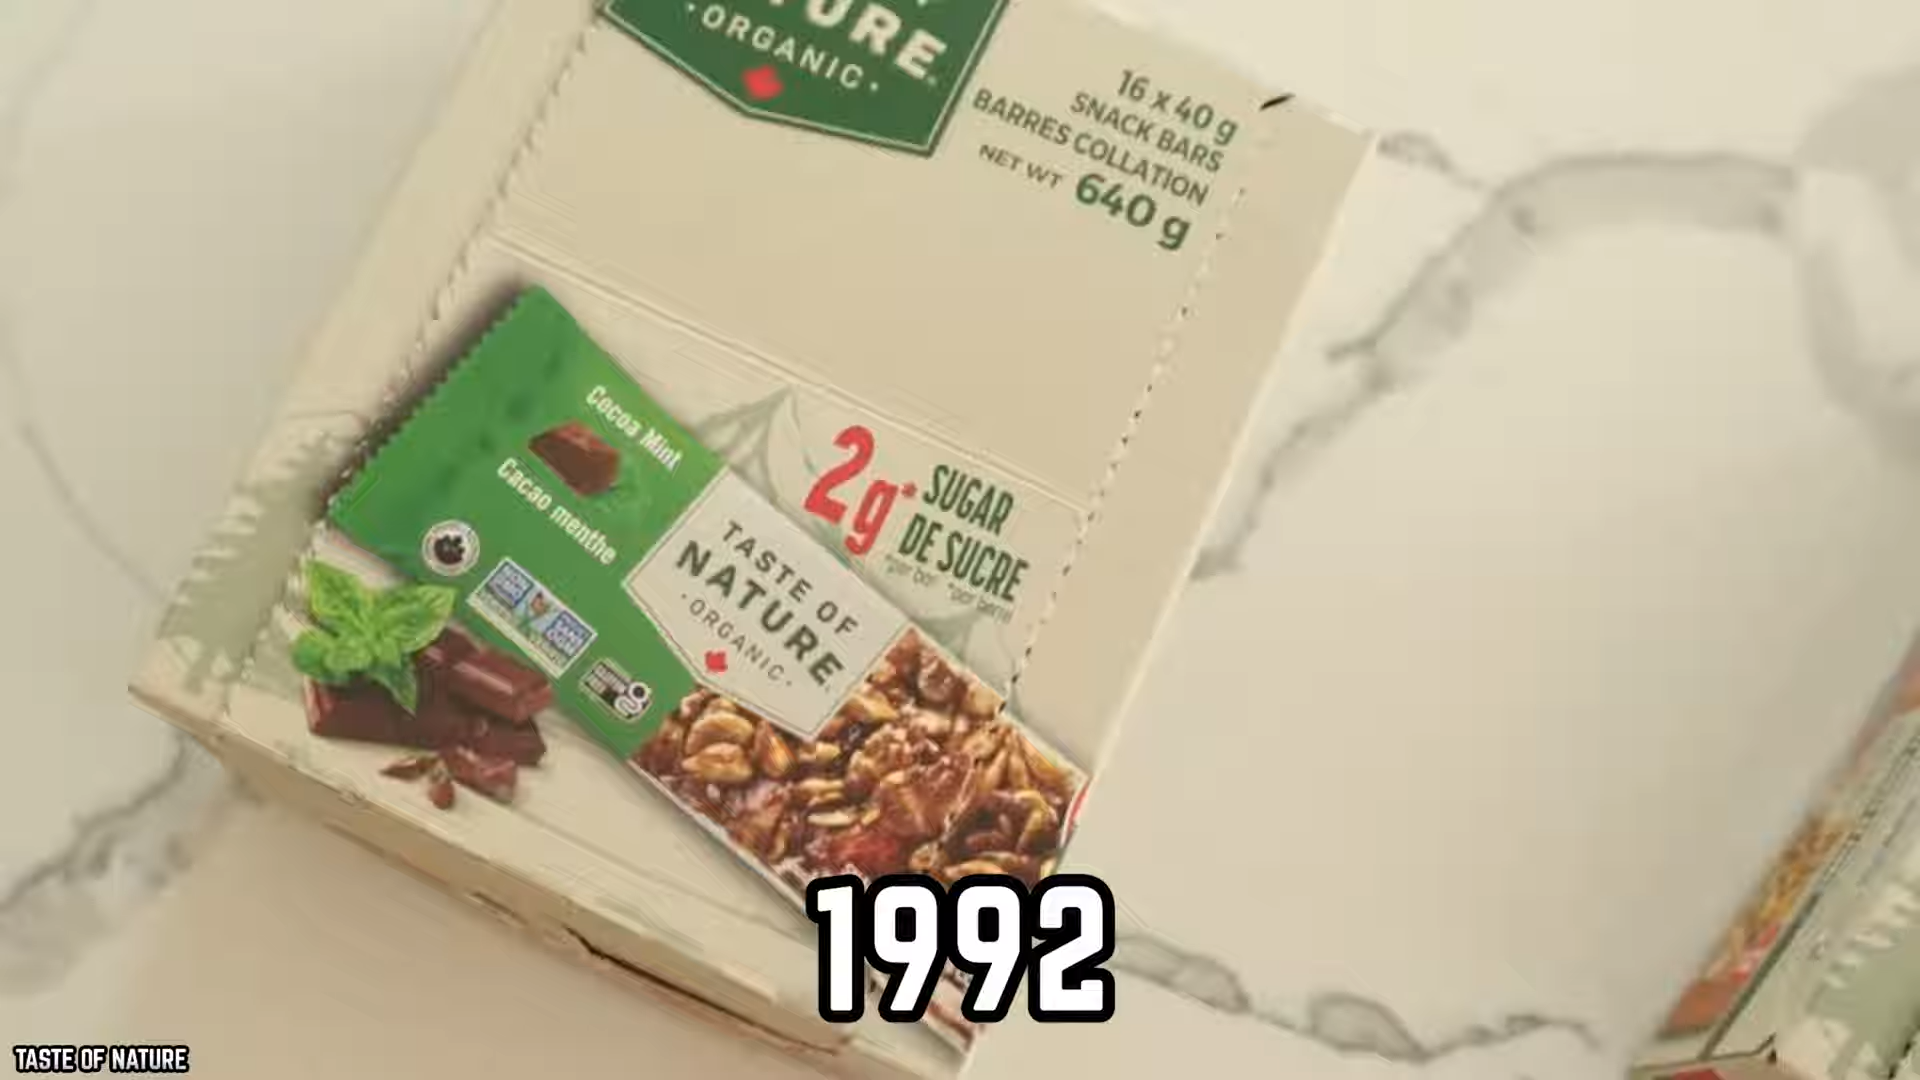 TURE
·ORGANIC·
16 x 40 g
SNACK BARS
BARRES COLLATION
NET WT 640 g
Cocoa Mint
Cacao menthe
2g* SUGAR
DE SUCRE
*per bar *par barre
TASTE OF
NATURE
·ORGANIC·
1992
TASTE OF NATURE